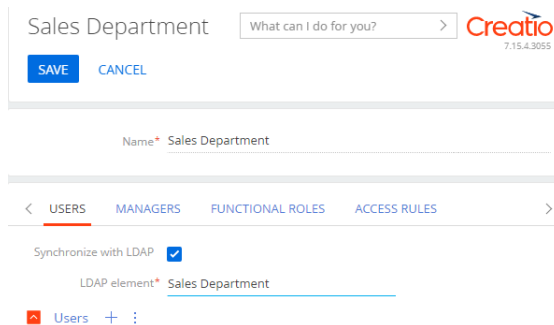 Sales Department
What can I do for you?
Creatio
7.15.4.3055
SAVE CANCEL
Name* Sales Department
USERS MANAGERS FUNCTIONAL ROLES ACCESS RULES
Synchronize with LDAP
LDAP element* Sales Department
Users